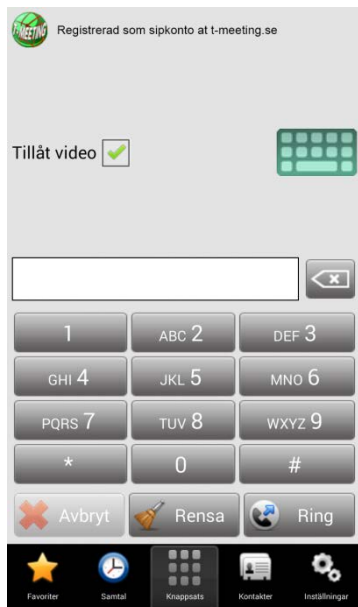 T-MEETING
Registrerad som sipkonto at t-meeting.se
Tillåt video
1
ABC 2
DEF 3
GHI 4
JKL 5
MNO 6
PQRS 7
TUV 8
WXYZ 9
*
0
#
Avbryt
Rensa
Ring
Favoriter
Samtal
Knappsats
Kontakter
Inställningar